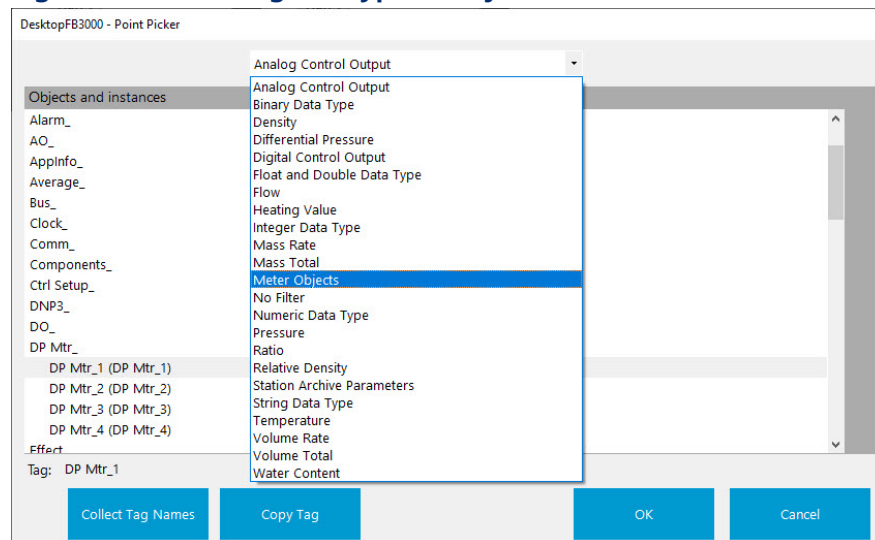 DesktopFB3000 - Point Picker
Analog Control Output
Analog Control Output
Binary Data Type
Density
Differential Pressure
Digital Control Output
Float and Double Data Type
Flow
Heating Value
Integer Data Type
Mass Rate
Mass Total
Meter Objects
No Filter
Numeric Data Type
Pressure
Ratio
Relative Density
Station Archive Parameters
String Data Type
Temperature
Volume Rate
Volume Total
Water Content
Objects and instances
Alarm_
AO_
AppInfo_
Average_
Bus_
Clock_
Comm_
Components_
Ctrl Setup_
DNP3_
DO_
DP Mtr_
DP Mtr_1 (DP Mtr_1)
DP Mtr_2 (DP Mtr_2)
DP Mtr_3 (DP Mtr_3)
DP Mtr_4 (DP Mtr_4)
Effect
Tag: DP Mtr_1
Collect Tag Names
Copy Tag
OK
Cancel